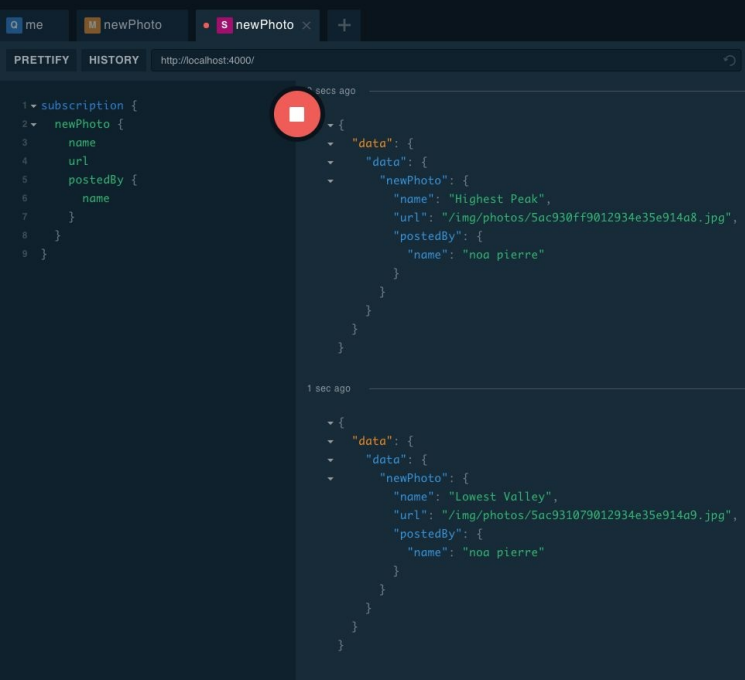 Q me M newPhoto S newPhoto × +
PRETTIFY HISTORY http://localhost:4000/
1 subscription {
2 newPhoto {
3 name
4 url
5 postedBy {
6 name
7 }
8 }
9 }
secs ago
{
"data": {
"data": {
"newPhoto": {
"name": "Highest Peak",
"url": "/img/photos/5ac930ff9012934e35e914a8.jpg",
"postedBy": {
"name": "noa pierre"
}
}
}
}
}
1 sec ago
{
"data": {
"data": {
"newPhoto": {
"name": "Lowest Valley",
"url": "/img/photos/5ac931079012934e35e914a9.jpg",
"postedBy": {
"name": "noa pierre"
}
}
}
}
}